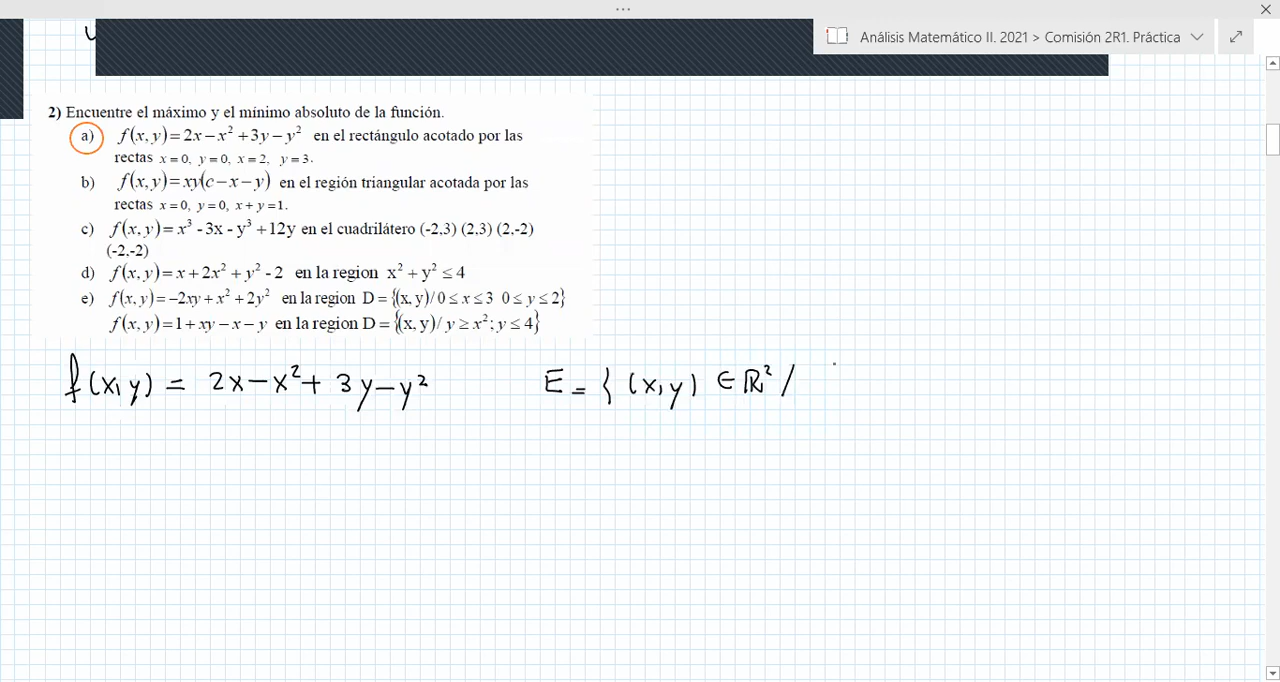 Análisis Matemático II. 2021 > Comisión 2R1. Práctica
2) Encuentre el máximo y el mínimo absoluto de la función.
a) f(x, y) = 2x − x² + 3y − y² en el rectángulo acotado por las
rectas x = 0, y = 0, x = 2, y = 3.
b) f(x, y) = xy(c − x − y) en el región triangular acotada por las
rectas x = 0, y = 0, x + y = 1.
c) f(x, y) = x³ - 3x - y³ + 12y en el cuadrilátero (-2,3) (2,3) (2,-2)
(-2,-2)
d) f(x, y) = x + 2x² + y² - 2 en la region x² + y² ≤ 4
e) f(x, y) = −2xy + x² + 2y² en la region D = {(x, y)/ 0 ≤ x ≤ 3 0 ≤ y ≤ 2}
f(x, y) = 1 + xy − x − y en la region D = {(x, y)/ y ≥ x²; y ≤ 4}
f(x,y) = 2x − x² + 3y − y² E = { (x,y) ∈ ℝ² /